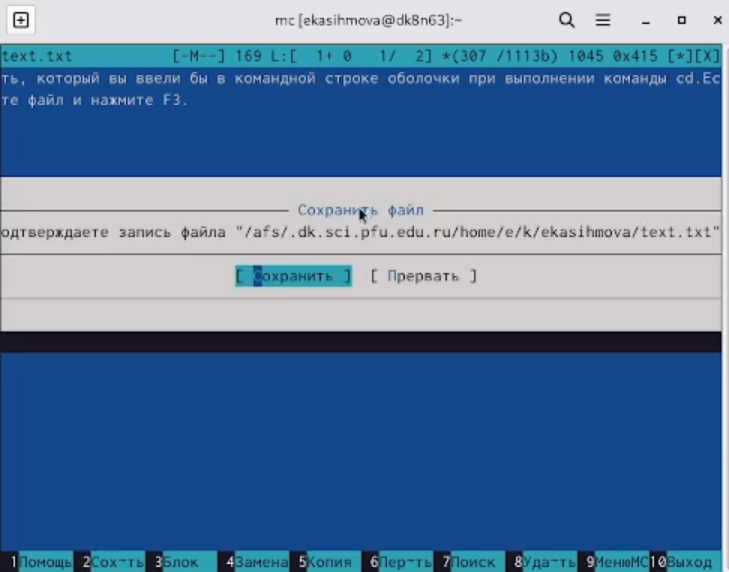 mc [ekasihmova@dk8n63]:~
text.txt [-M--] 169 L:[ 1+ 0 1/ 2] *(307 /1113b) 1045 0x415 [*][X]
ть, который вы ввели бы в командной строке оболочки при выполнении команды cd.Ес
те файл и нажмите F3.
Сохранить файл
одтверждаете запись файла "/afs/.dk.sci.pfu.edu.ru/home/e/k/ekasihmova/text.txt"
[ Сохранить ] [ Прервать ]
1Помощь 2Сох~ть 3Блок 4Замена 5Копия 6Пер~ть 7Поиск 8Уда~ть 9МенюМС10Выход